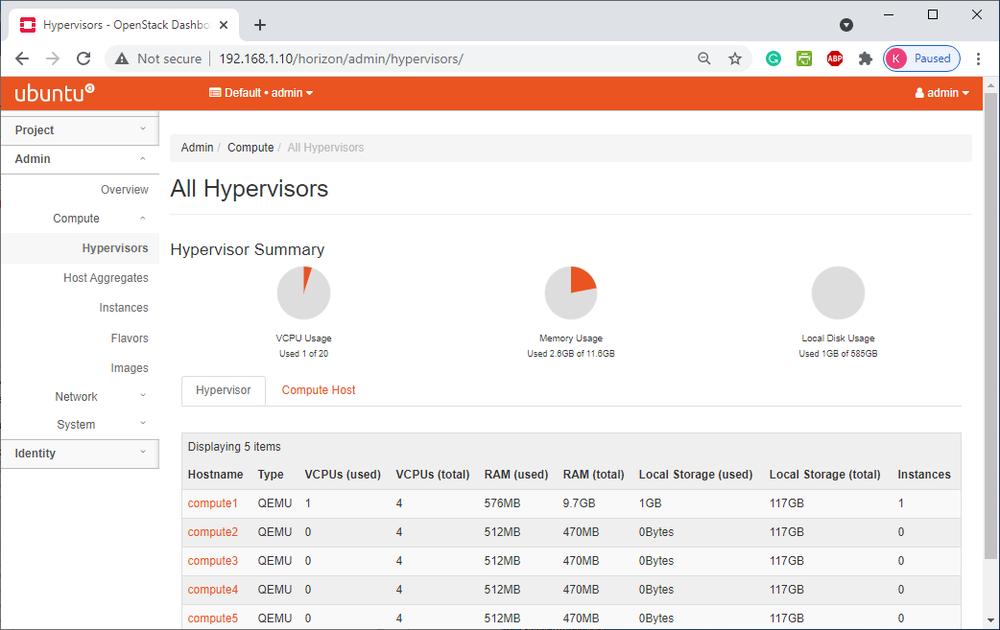 Hypervisors - OpenStack Dashbo
Not secure 192.168.1.10/horizon/admin/hypervisors/
ABP
K Paused
ubuntu
Default • admin
admin
Project
Admin
Overview
Compute
Hypervisors
Host Aggregates
Instances
Flavors
Images
Network
System
Identity
Admin / Compute / All Hypervisors
All Hypervisors
Hypervisor Summary
VCPU Usage
Used 1 of 20
Memory Usage
Used 2.6GB of 11.6GB
Local Disk Usage
Used 1GB of 585GB
Hypervisor Compute Host
Displaying 5 items
Hostname Type VCPUs (used) VCPUs (total) RAM (used) RAM (total) Local Storage (used) Local Storage (total) Instances
compute1 QEMU 1 4 576MB 9.7GB 1GB 117GB 1
compute2 QEMU 0 4 512MB 470MB 0Bytes 117GB 0
compute3 QEMU 0 4 512MB 470MB 0Bytes 117GB 0
compute4 QEMU 0 4 512MB 470MB 0Bytes 117GB 0
compute5 QEMU 0 4 512MB 470MB 0Bytes 117GB 0